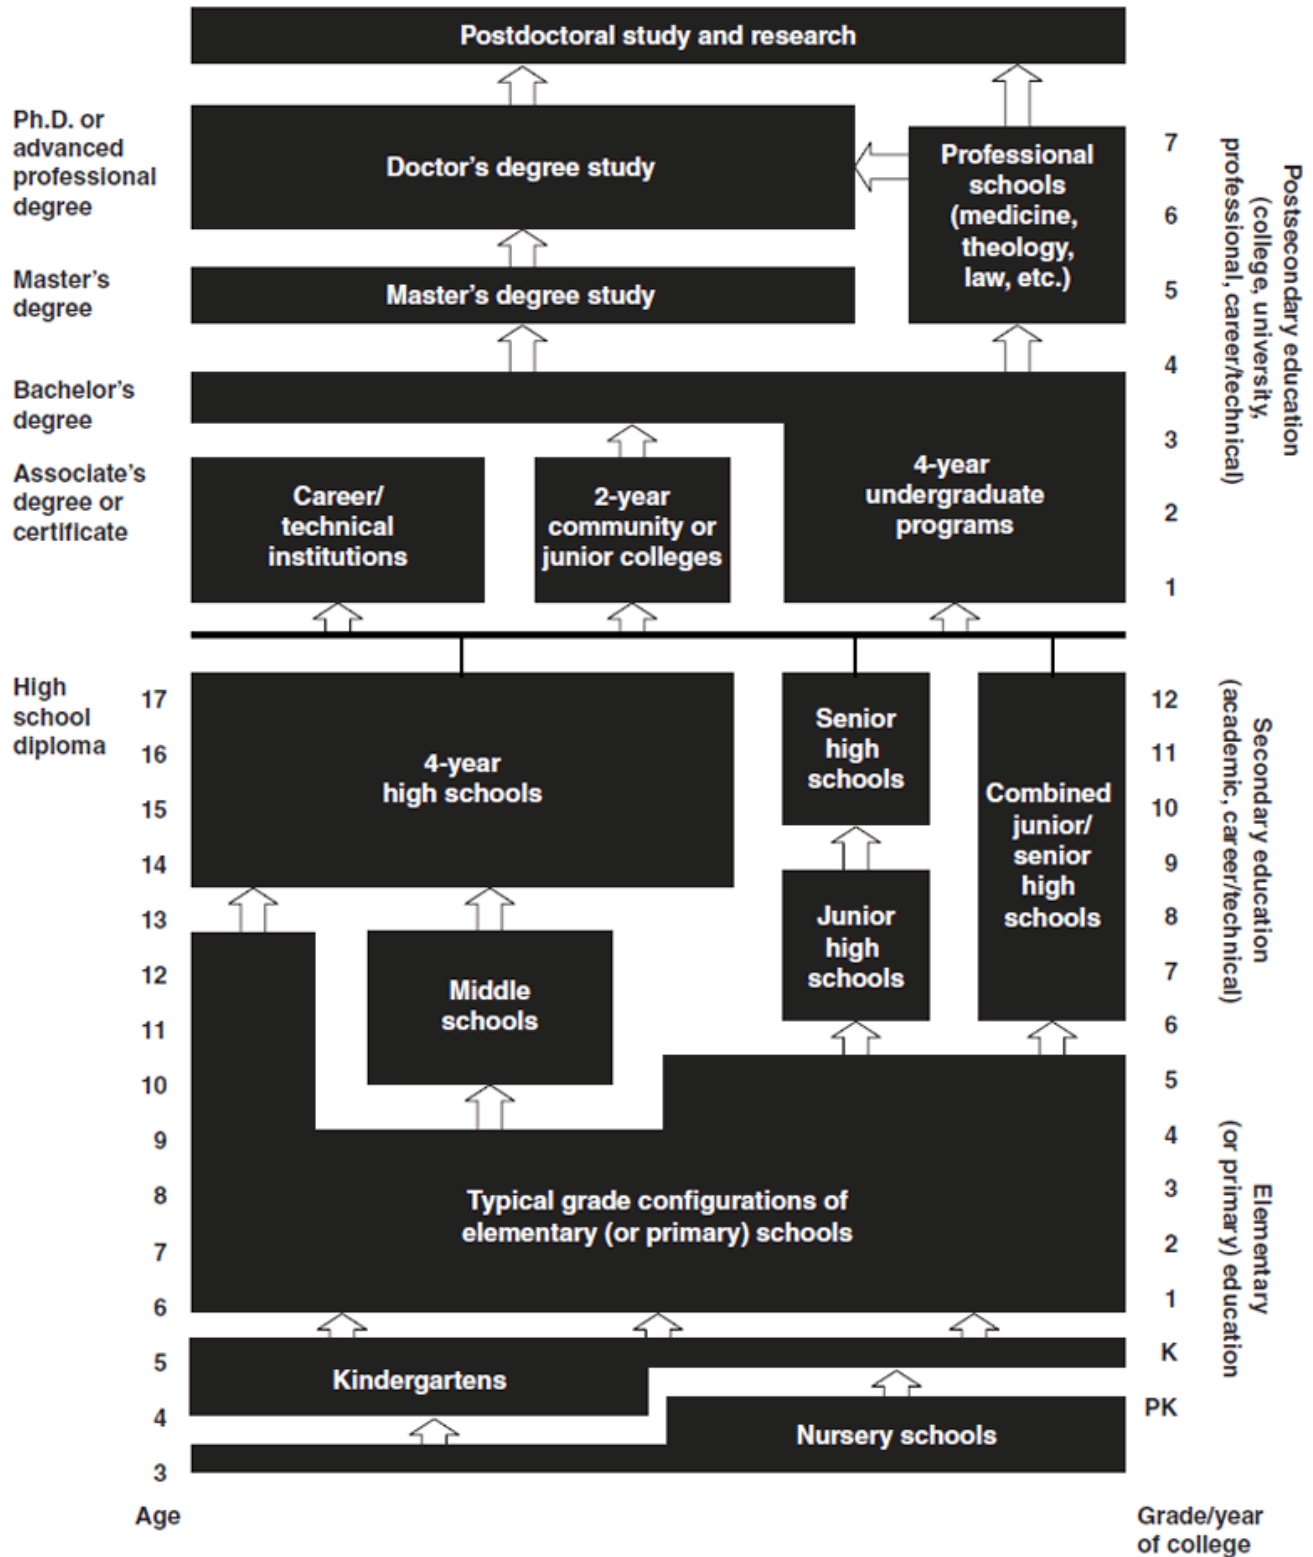 Postdoctoral study and research
Ph.D. or
advanced
professional
degree
Doctor's degree study
Professional
schools
(medicine,
theology,
law, etc.)
7
6
5
4
3
2
1
Postsecondary education
(college, university,
professional, career/technical)
Master's
degree
Master's degree study
Bachelor's
degree
Associate's
degree or
certificate
Career/
technical
institutions
2-year
community or
junior colleges
4-year
undergraduate
programs
High
school
diploma
17
16
15
14
13
12
11
10
9
8
7
6
5
4
3
Age
4-year
high schools
Senior
high
schools
Combined
junior/
senior
high
schools
Junior
high
schools
Middle
schools
12
11
10
9
8
7
6
5
4
3
2
1
K
PK
Grade/year
of college
Secondary education
(academic, career/technical)
Elementary
(or primary) education
Typical grade configurations of
elementary (or primary) schools
Kindergartens
Nursery schools